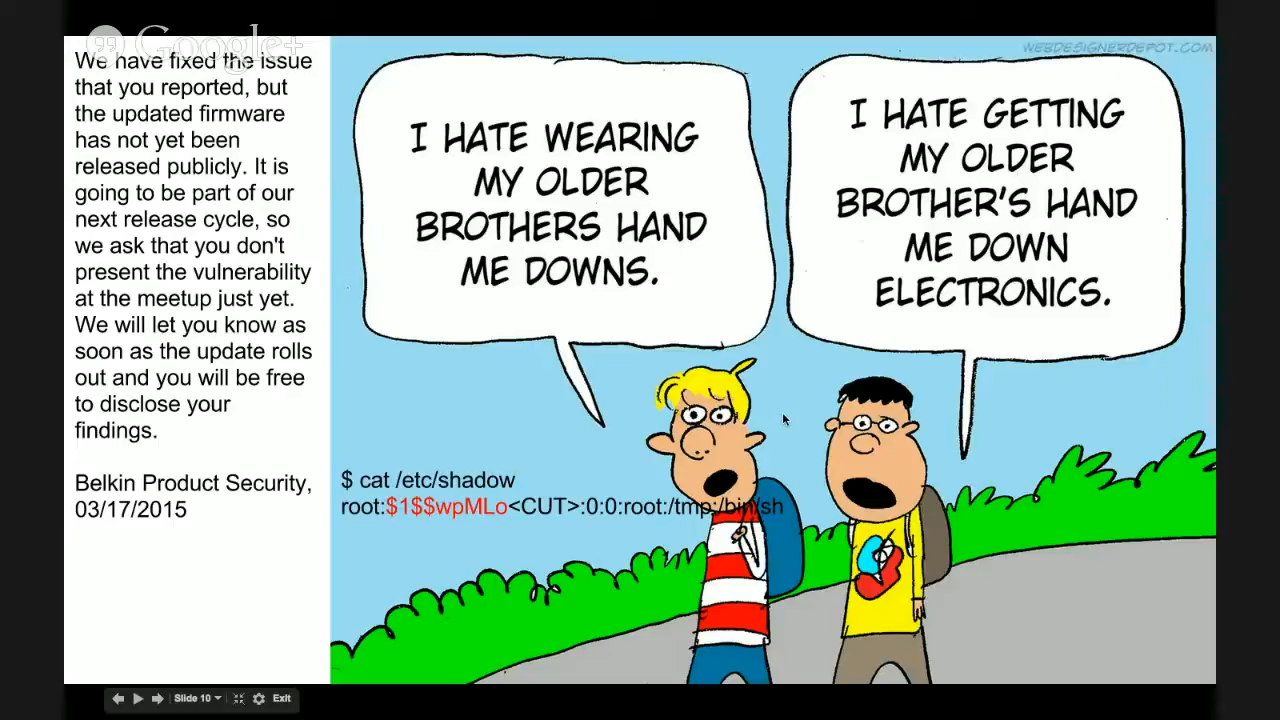 Google+
We have fixed the issue
that you reported, but
the updated firmware
has not yet been
released publicly. It is
going to be part of our
next release cycle, so
we ask that you don't
present the vulnerability
at the meetup just yet.
We will let you know as
soon as the update rolls
out and you will be free
to disclose your
findings.
Belkin Product Security,
03/17/2015
WEBDESIGNERDEPOT.COM
I HATE WEARING
MY OLDER
BROTHERS HAND
ME DOWNS.
I HATE GETTING
MY OLDER
BROTHER'S HAND
ME DOWN
ELECTRONICS.
$ cat /etc/shadow
root:$1$$wpMLo<CUT>:0:0:root:/tmp:/bin/sh
Slide 10
Exit